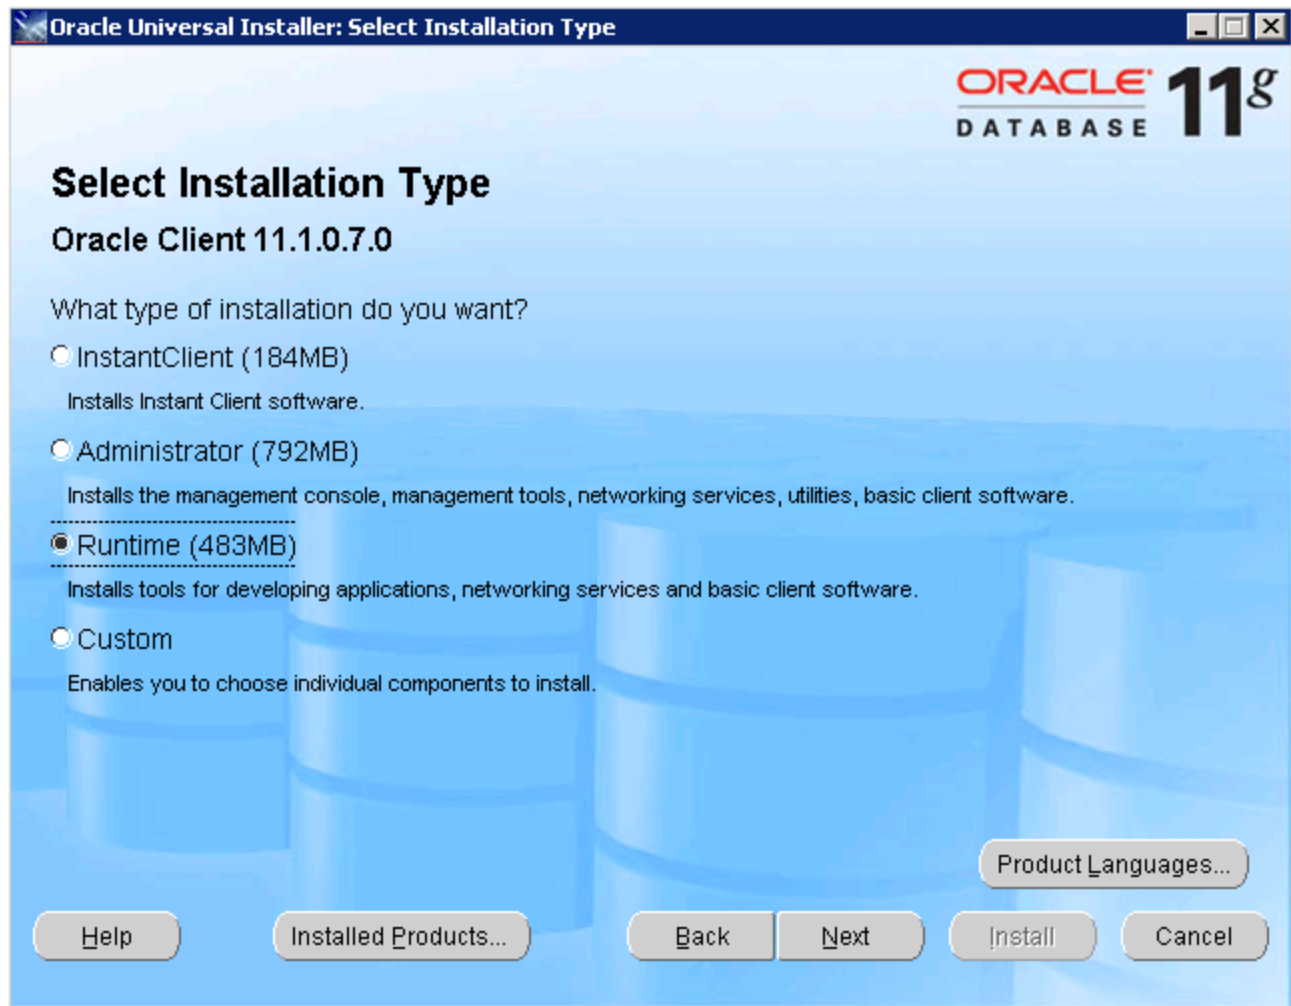 Oracle Universal Installer: Select Installation Type
ORACLE
DATABASE
11g
Select Installation Type
Oracle Client 11.1.0.7.0
What type of installation do you want?
InstantClient (184MB)
Installs Instant Client software.
Administrator (792MB)
Installs the management console, management tools, networking services, utilities, basic client software.
Runtime (483MB)
Installs tools for developing applications, networking services and basic client software.
Custom
Enables you to choose individual components to install.
Product Languages...
Help
Installed Products...
Back
Next
Install
Cancel